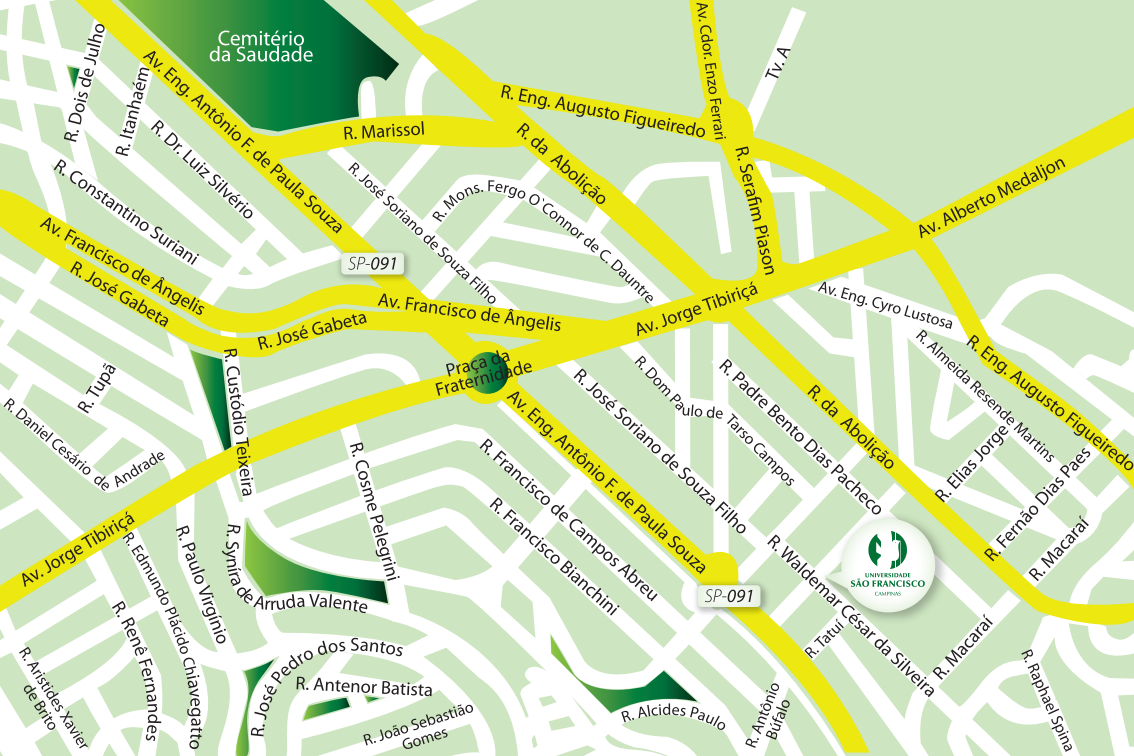 Cemitério
da Saudade
Av. Cdor. Enzo Ferrari
Tv. A
R. Dois de Julho
R. Itanhaém
Av. Eng. Antônio F. de Paula Souza
R. Marissol
R. Eng. Augusto Figueiredo
R. da Abolição
R. Dr. Luiz Silvério
R. Constantino Suriani
R. José Soriano de Souza Filho
R. Mons. Fergo O`Connor de C. Dauntre
R. Serafim Piason
Av. Alberto Medaljon
Av. Francisco de Ângelis
R. José Gabeta
SP-091
Av. Francisco de Ângelis
R. José Gabeta
Av. Jorge Tibiriçá
Av. Eng. Cyro Lustosa
R. Almeida Resende Martins
R. Eng. Augusto Figueiredo
Praça da
Fraternidade
R. Custódio Teixeira
R. Tupá
R. Daniel Cesário
de Andrade
R. Dom Paulo de Tarso Campos
R. Padre Bento Dias Pacheco
R. José Soriano de Souza Filho
R. da Abolição
Av. Eng. Antônio F. de Paula Souza
R. Elias Jorge
R. Fernão Dias Paes
R. Macaraí
R. Cosme Pelegrini
R. Francisco de Campos Abreu
R. Francisco Bianchini
Av. Jorge Tibiriçá
R. Edmundo Plácido Chiavegatto
R. Paulo Virgínio
R. Synira de Arruda Valente
UNIVERSIDADE
SÃO FRANCISCO
CAMPINAS
R. Waldemar César da Silveira
SP-091
R. Tatuí
R. Macaraí
R. Raphael Spina
R. Renê Fernandes
R. Arístides Xavier
de Brito
R. José Pedro dos Santos
R. Antenor Batista
R. João Sebastião
Gomes
R. Alcides Paulo
R. Antônio
Búfalo